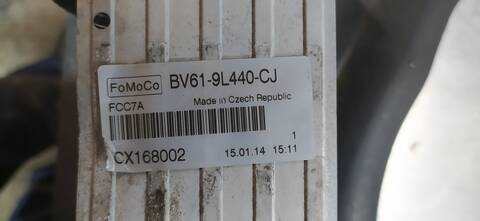 FoMoCo BV61-9L440-CJ
FCC7A Made in Czech Republic
1
CX168002 15.01.14 15:11